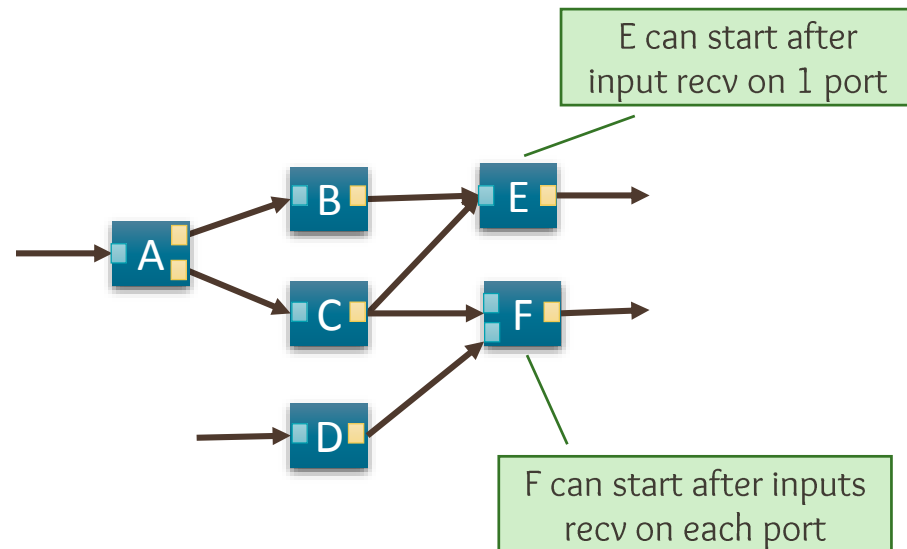 E can start after
input recv on 1 port
B
E
A
C
F
D
F can start after inputs
recv on each port